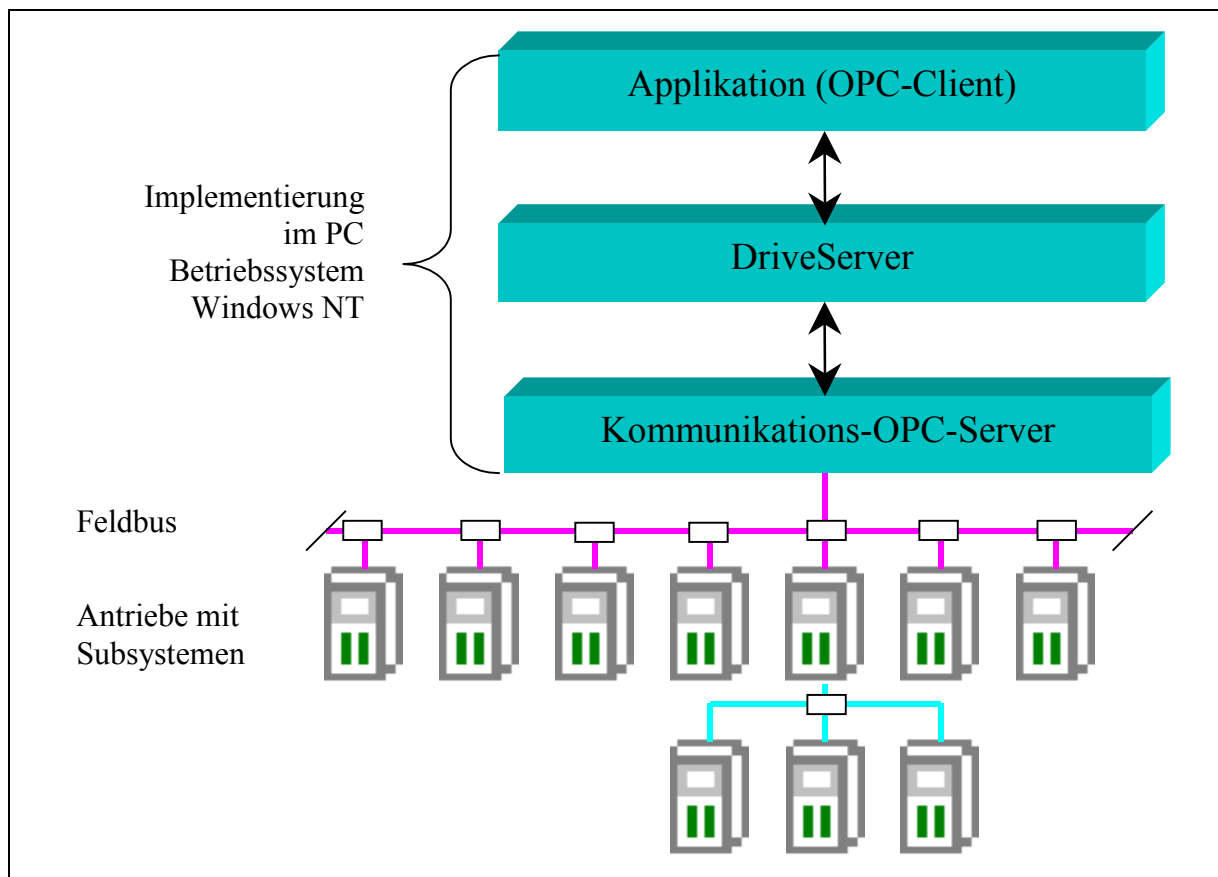 Applikation (OPC-Client)
Implementierung
im PC
Betriebssystem
Windows NT
DriveServer
Kommunikations-OPC-Server
Feldbus
Antriebe mit
Subsystemen